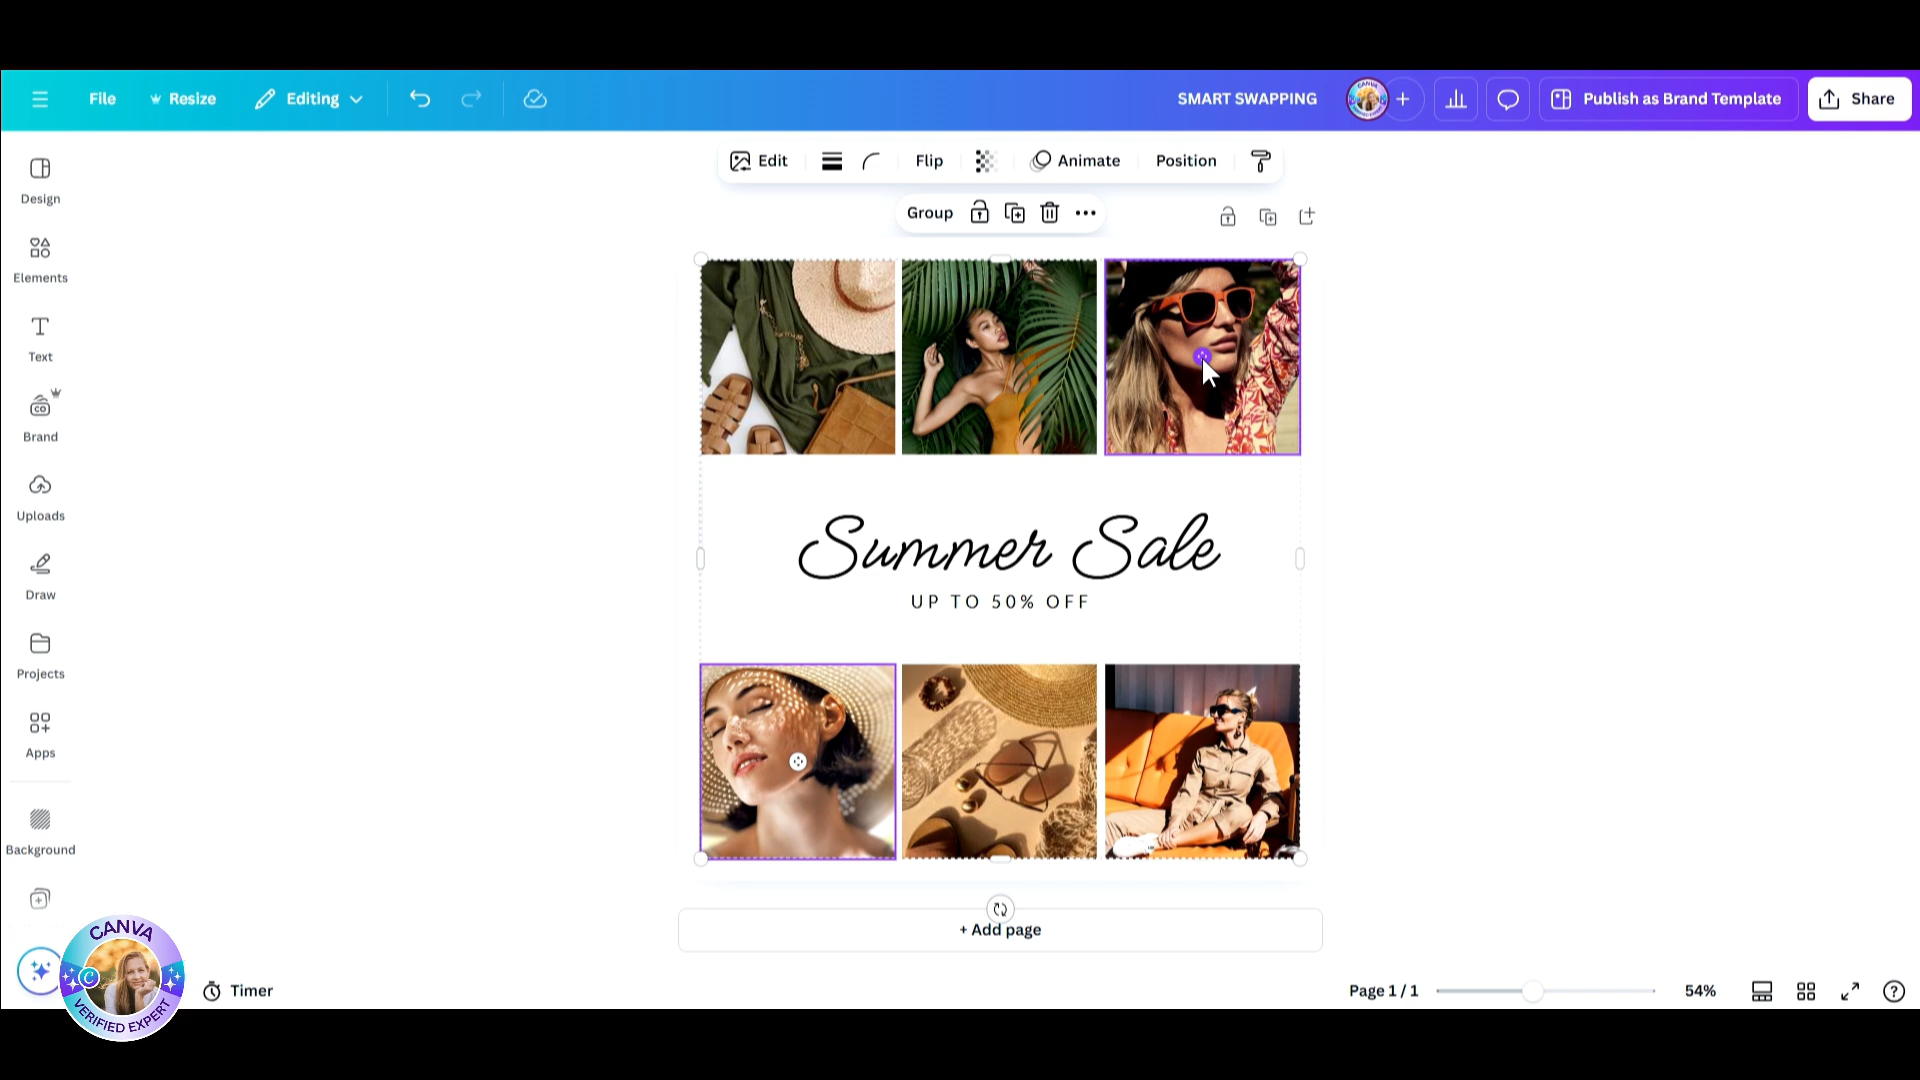 File
Resize
Editing
SMART SWAPPING
Publish as Brand Template
Share
Edit
Flip
Animate
Position
Group
Design
Elements
Text
Brand
Uploads
Draw
Projects
Apps
Background
Summer Sale
UP TO 50% OFF
+ Add page
CANVA
VERIFIED EXPERT
Timer
Page 1 / 1
54%